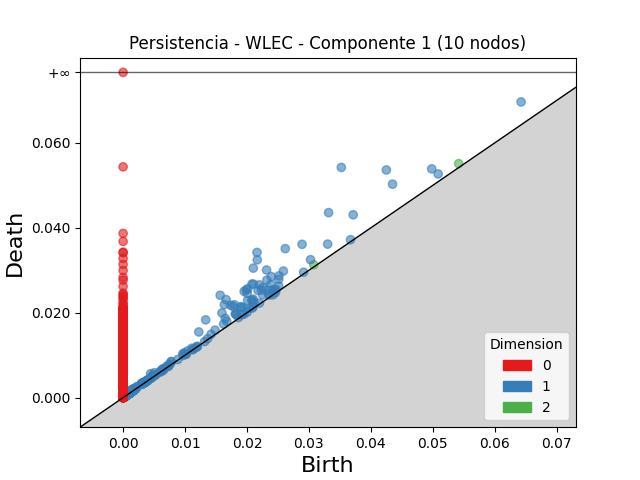 Persistencia - WLEC - Componente 1 (10 nodos)
+∞
0.060
0.040
0.020
0.000
Death
Dimension
0
1
2
0.00 0.01 0.02 0.03 0.04 0.05 0.06 0.07
Birth